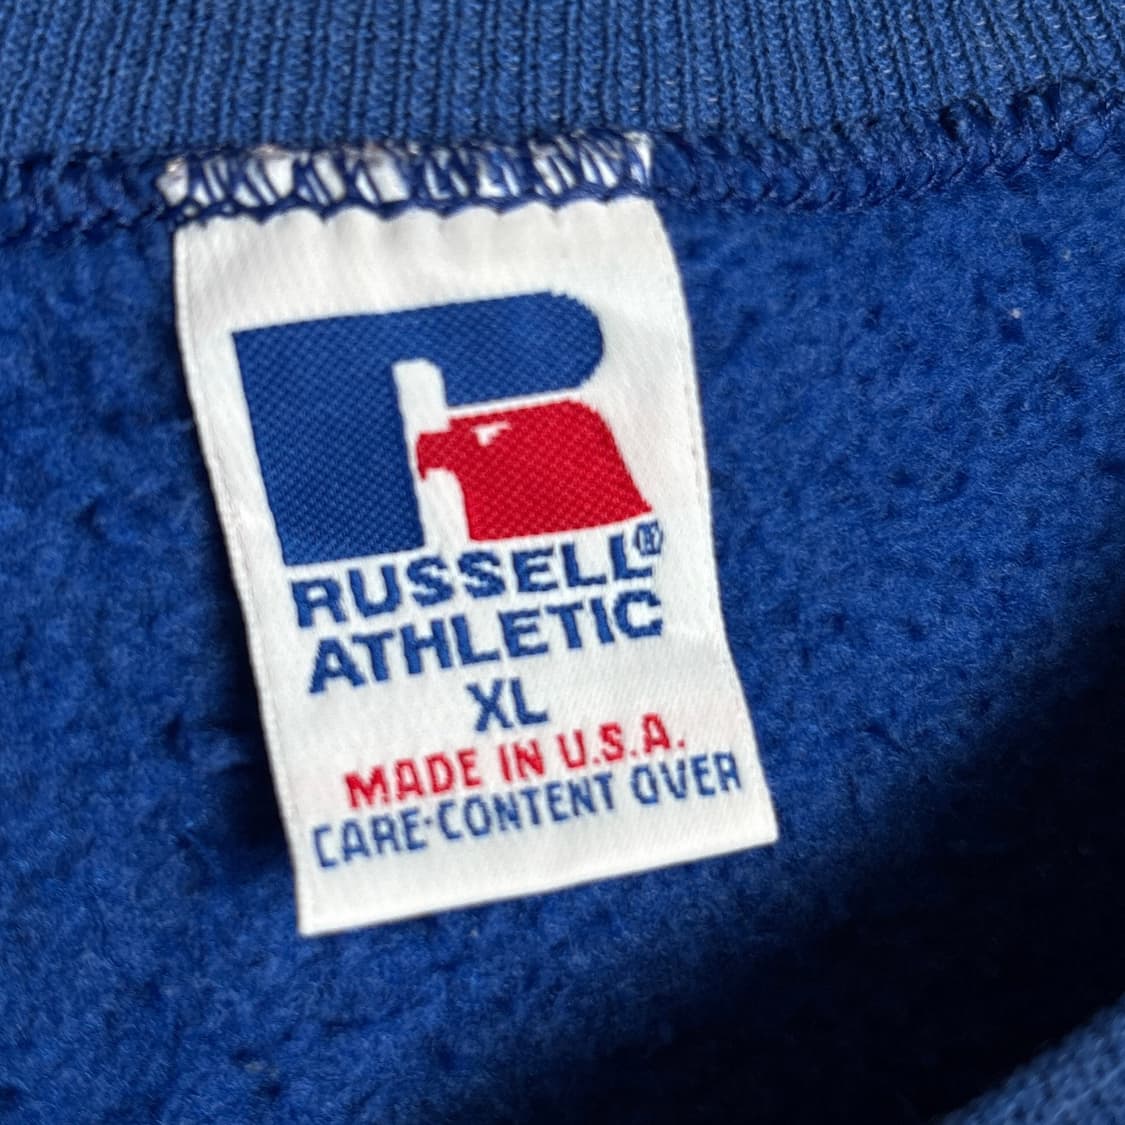 RUSSELL®
ATHLETIC
XL
MADE IN U.S.A.
CARE-CONTENT OVER